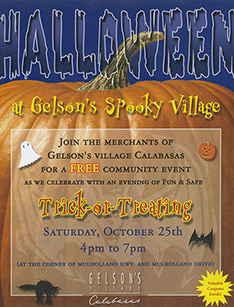 HALLOWEEN
at Gelson's Spooky Village
JOIN THE MERCHANTS OF
GELSON'S VILLAGE CALABASAS
FOR A FREE COMMUNITY EVENT
AS WE CELEBRATE WITH AN EVENING OF FUN & SAFE
Trick-or-Treating
SATURDAY, OCTOBER 25th
4pm to 7pm
(AT THE CORNER OF MULHOLLAND HWY. AND MULHOLLAND DRIVE)
GELSON'S
VILLAGE
Calabasas
Valuable
Coupons
Inside!